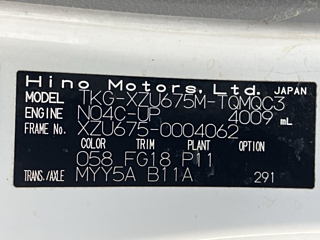 Hino Motors, Ltd. JAPAN
MODEL TKG-XZU675M-TQMQC3
ENGINE N04C-UP 4009 mL
FRAME No. XZU675-0004062
COLOR TRIM PLANT
058 FG18 P11
TRANS./AXLE MYY5A B11A 291